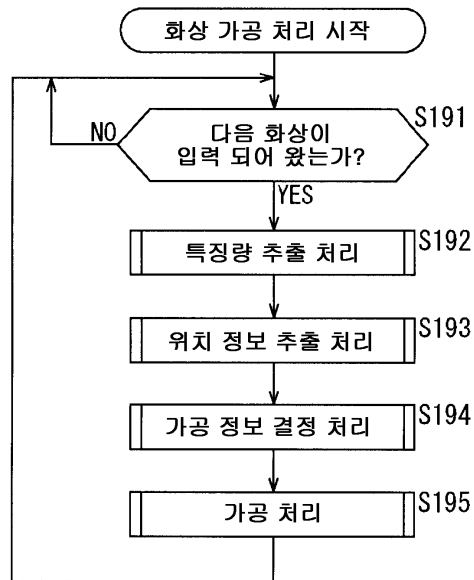 화상 가공 처리 시작
S191
NO
다음 화상이
입력 되어 왔는가?
YES
특징량 추출 처리
S192
위치 정보 추출 처리
S193
가공 정보 결정 처리
S194
가공 처리
S195